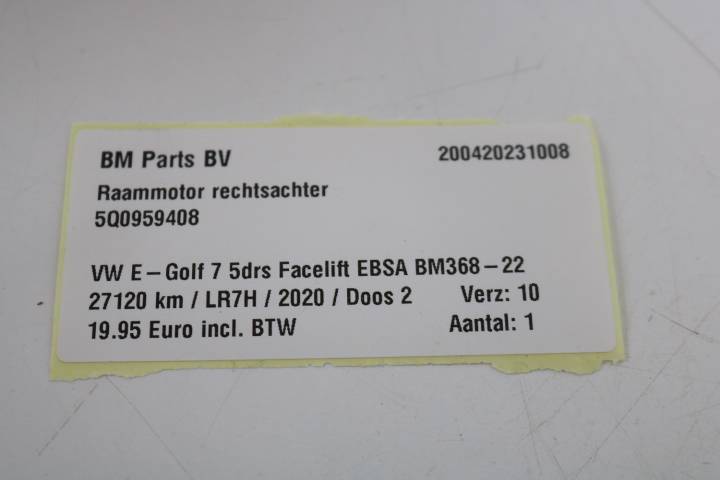 BM Parts BV 200420231008
Raammotor rechtsachter
5Q0959408
VW E-Golf 7 5drs Facelift EBSA BM368-22
27120 km / LR7H / 2020 / Doos 2 Verz: 10
19.95 Euro incl. BTW Aantal: 1